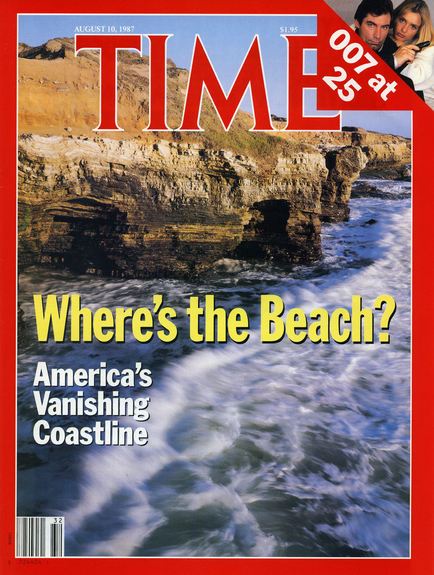 AUGUST 10, 1987
$1.95
TIME
007 at
25
Where's the Beach?
America's
Vanishing
Coastline
32